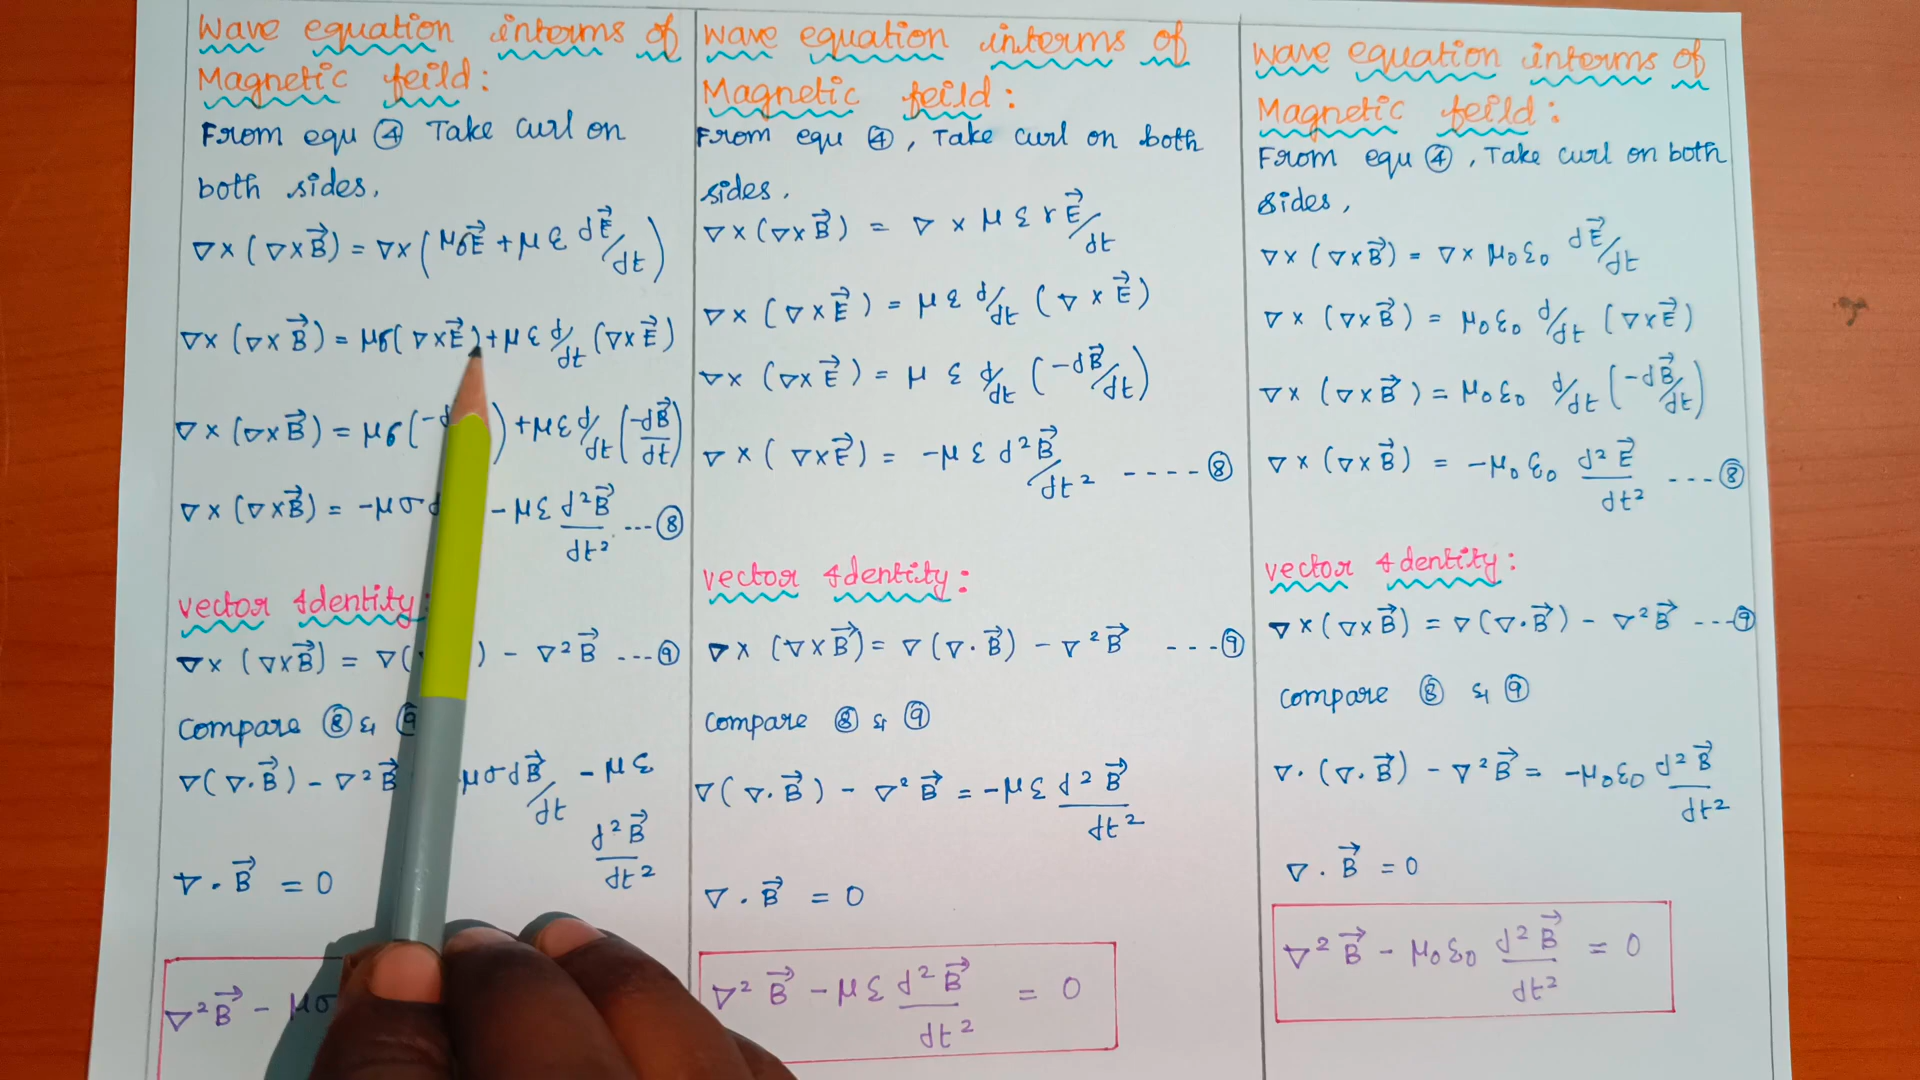 Wave equation interms of
Magnetic feild:
From equ ④ Take curl on
both sides,
∇×(∇×B⃗) = ∇×(μσE⃗ + με dE⃗/dt)
∇×(∇×B⃗) = μσ(∇×E⃗)+με d/dt (∇×E⃗)
∇×(∇×B⃗) = μσ(-d ) +με d/dt (-dB⃗/dt)
∇×(∇×B⃗) = -μσd - με d²B⃗/dt² ---⑧
vector Identity:
∇×(∇×B⃗) = ∇( ) - ∇²B⃗ ---⑨
compare ⑧ & ⑨
∇(∇.B⃗) - ∇²B⃗ μσdB⃗/dt - με
d²B⃗/dt²
∇.B⃗ = 0
∇²B⃗ - μσ
Wave equation interms of
Magnetic feild:
From equ ④, Take curl on both
sides.
∇×(∇×B⃗) = ∇×με rE⃗/dt
∇×(∇×E⃗) = με d/dt (∇×E⃗)
∇×(∇×E⃗) = με d/dt (-dB⃗/dt)
∇×(∇×E⃗) = -με d²B⃗/dt² ----⑧
vector Identity:
∇×(∇×B⃗) = ∇(∇.B⃗) - ∇²B⃗ ---⑨
compare ⑧ & ⑨
∇(∇.B⃗) - ∇²B⃗ = -με d²B⃗/dt²
∇.B⃗ = 0
∇²B⃗ - με d²B⃗/dt² = 0
Wave equation interms of
Magnetic feild:
From equ ④, Take curl on both
sides,
∇×(∇×B⃗) = ∇×μ₀ε₀ dE⃗/dt
∇×(∇×B⃗) = μ₀ε₀ d/dt (∇×E⃗)
∇×(∇×B⃗) = μ₀ε₀ d/dt (-dB⃗/dt)
∇×(∇×B⃗) = -μ₀ε₀ d²E⃗/dt² ---⑧
vector Identity:
∇×(∇×B⃗) = ∇(∇.B⃗) - ∇²B⃗ ---⑨
compare ⑧ & ⑨
∇.(∇.B⃗) - ∇²B⃗ = -μ₀ε₀ d²B⃗/dt²
∇.B⃗ = 0
∇²B⃗ - μ₀ε₀ d²B⃗/dt² = 0